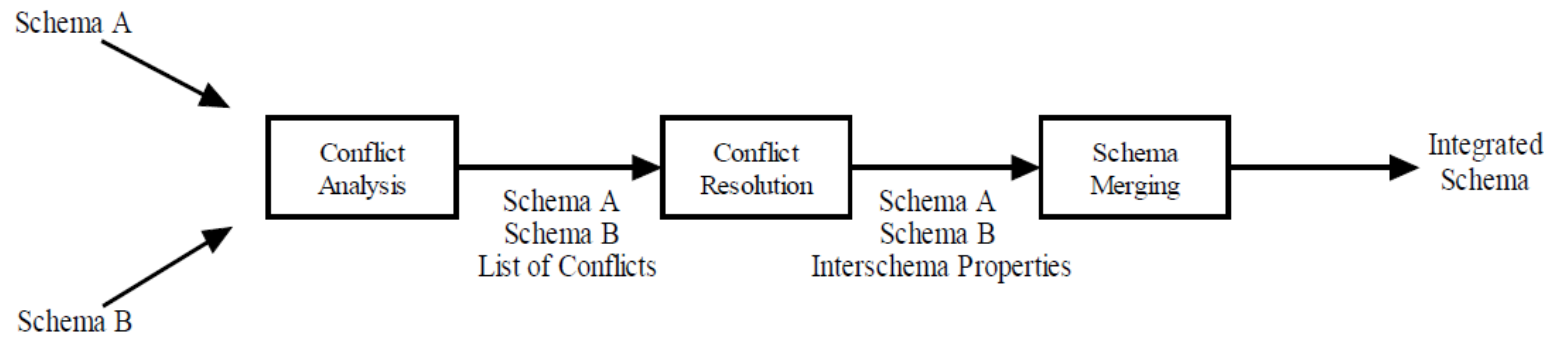 Schema A
Schema B
Conflict
Analysis
Schema A
Schema B
List of Conflicts
Conflict
Resolution
Schema A
Schema B
Interschema Properties
Schema
Merging
Integrated
Schema